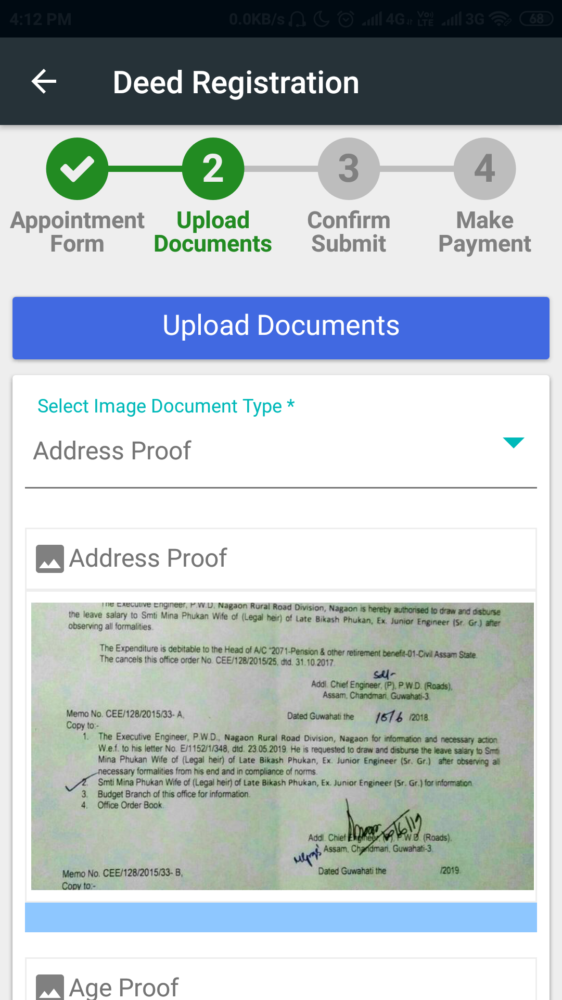 4:12 PM 0.0KB/s 4G Vo) LTE 3G 68
Deed Registration
2 3 4
Appointment Form Upload Documents Confirm Submit Make Payment
Upload Documents
Select Image Document Type *
Address Proof
Address Proof
The Executive Engineer, P.W.D, Nagaon Rural Road Division, Nagaon is hereby authorised to draw and disburse
the leave salary to Smti Mina Phukan Wife of (Legal heir) of Late Bikash Phukan, Ex. Junior Engineer (Sr. Gr.) after
observing all formalities.
The Expenditure is debitable to the Head of A/C "2071-Pension & other retirement benefit-01-Civil Assam State.
The cancels this office order No. CEE/128/2015/25, dtd. 31.10.2017.
Sd/-
Addl. Chief Engineer, (P), P.W.D. (Roads),
Assam, Chandmari, Guwahati-3.
Memo No. CEE/128/2015/33- A, Dated Guwahati the 15/6 /2018.
Copy to:-
1. The Executive Engineer, P.W.D., Nagaon Rural Road Division, Nagaon for information and necessary action
W.e.f. to his letter No. E/1152/1/348, dtd. 23.05.2019. He is requested to draw and disburse the leave salary to Smti
Mina Phukan Wife of (Legal heir) of Late Bikash Phukan, Ex. Junior Engineer (Sr. Gr.) after observing all
necessary formalities from his end and in compliance of norms.
2. Smti Mina Phukan Wife of (Legal heir) of Late Bikash Phukan, Ex. Junior Engineer (Sr. Gr.) for information.
3. Budget Branch of this office for information.
4. Office Order Book.
Addl. Chief Engineer, (P), P.W.D. (Roads),
Assam, Chandmari, Guwahati-3.
Memo No. CEE/128/2015/33- B, Dated Guwahati the /2019.
Copy to:-
Age Proof